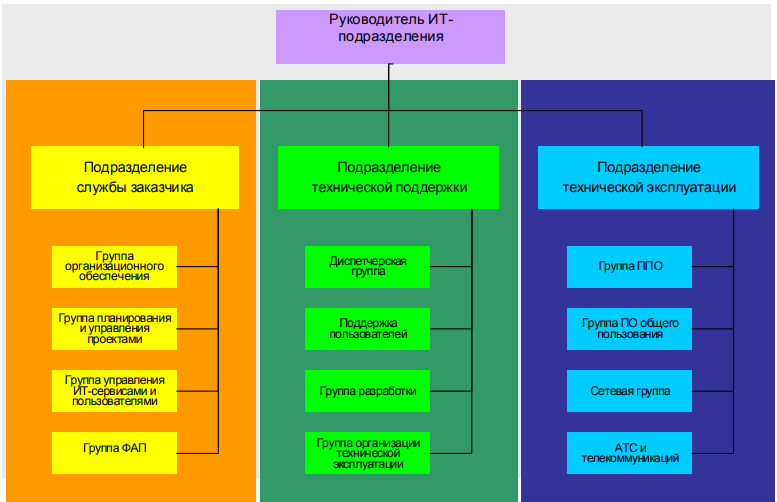 Руководитель ИТ-
подразделения
Подразделение
службы заказчика
Группа
организационного
обеспечения
Группа планирования
и управления
проектами
Группа управления
ИТ-сервисами и
пользователями
Группа ФАП
Подразделение
технической поддержки
Диспетчерская
группа
Поддержка
пользователей
Группа разработки
Группа организации
технической
эксплуатации
Подразделение
технической эксплуатации
Группа ППО
Группа ПО общего
пользования
Сетевая группа
АТС и
телекоммуникаций